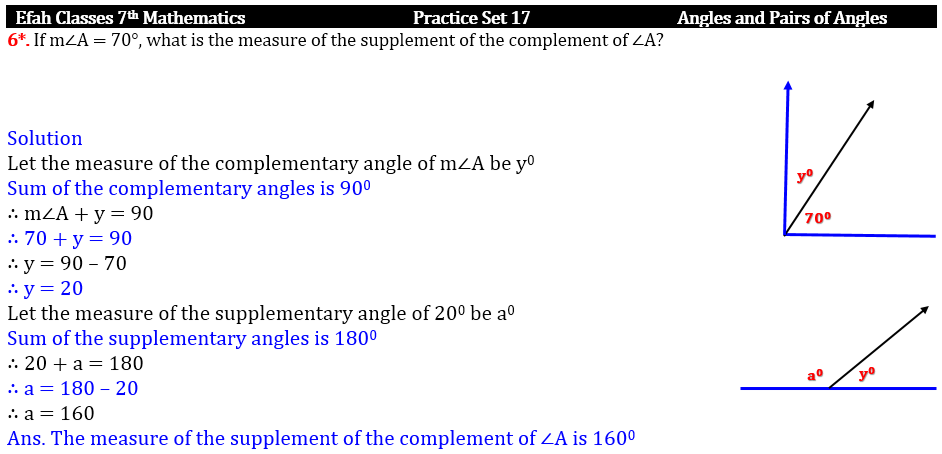 Efah Classes 7th Mathematics Practice Set 17 Angles and Pairs of Angles
6*. If m∠A = 70°, what is the measure of the supplement of the complement of ∠A?
Solution
Let the measure of the complementary angle of m∠A be y⁰
Sum of the complementary angles is 90⁰
∴ m∠A + y = 90
∴ 70 + y = 90
∴ y = 90 – 70
∴ y = 20
Let the measure of the supplementary angle of 20⁰ be a⁰
Sum of the supplementary angles is 180⁰
∴ 20 + a = 180
∴ a = 180 – 20
∴ a = 160
Ans. The measure of the supplement of the complement of ∠A is 160⁰
y⁰
70⁰
a⁰ y⁰